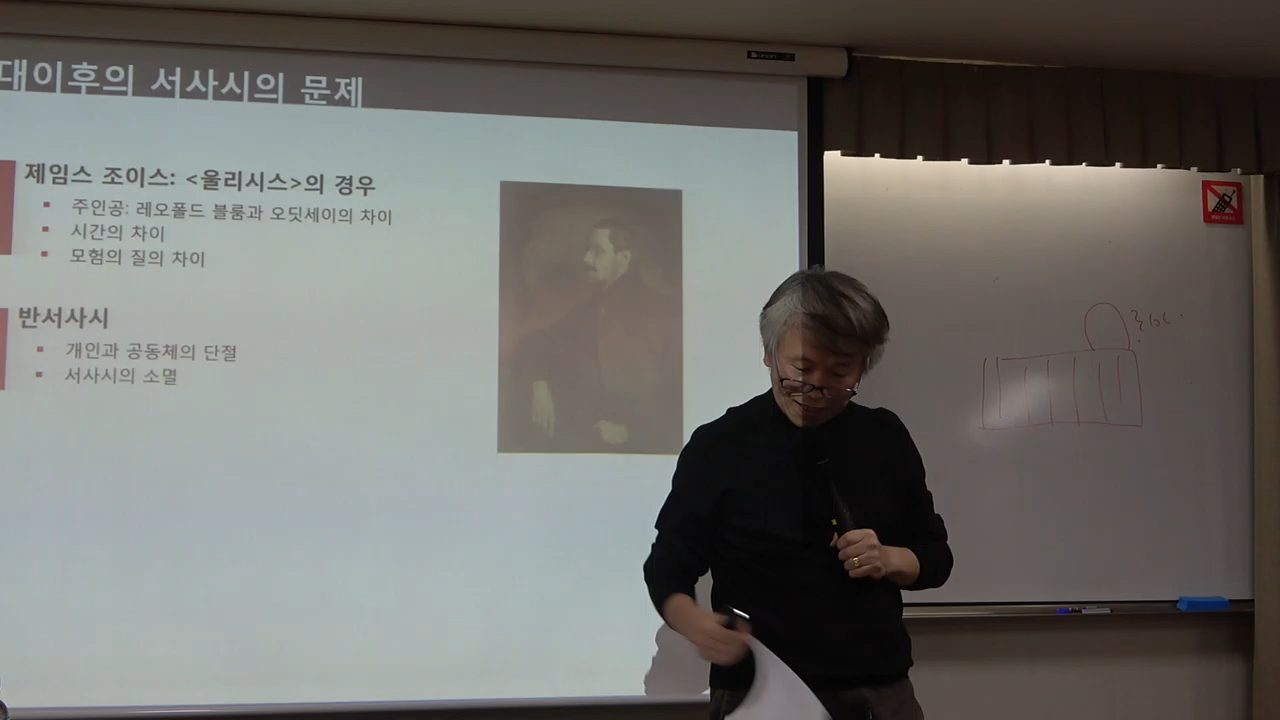 대이후의 서사시의 문제
제임스 조이스: <울리시스>의 경우
주인공: 레오폴드 블룸과 오딧세이의 차이
시간의 차이
모험의 질의 차이
반서사시
개인과 공동체의 단절
서사시의 소멸